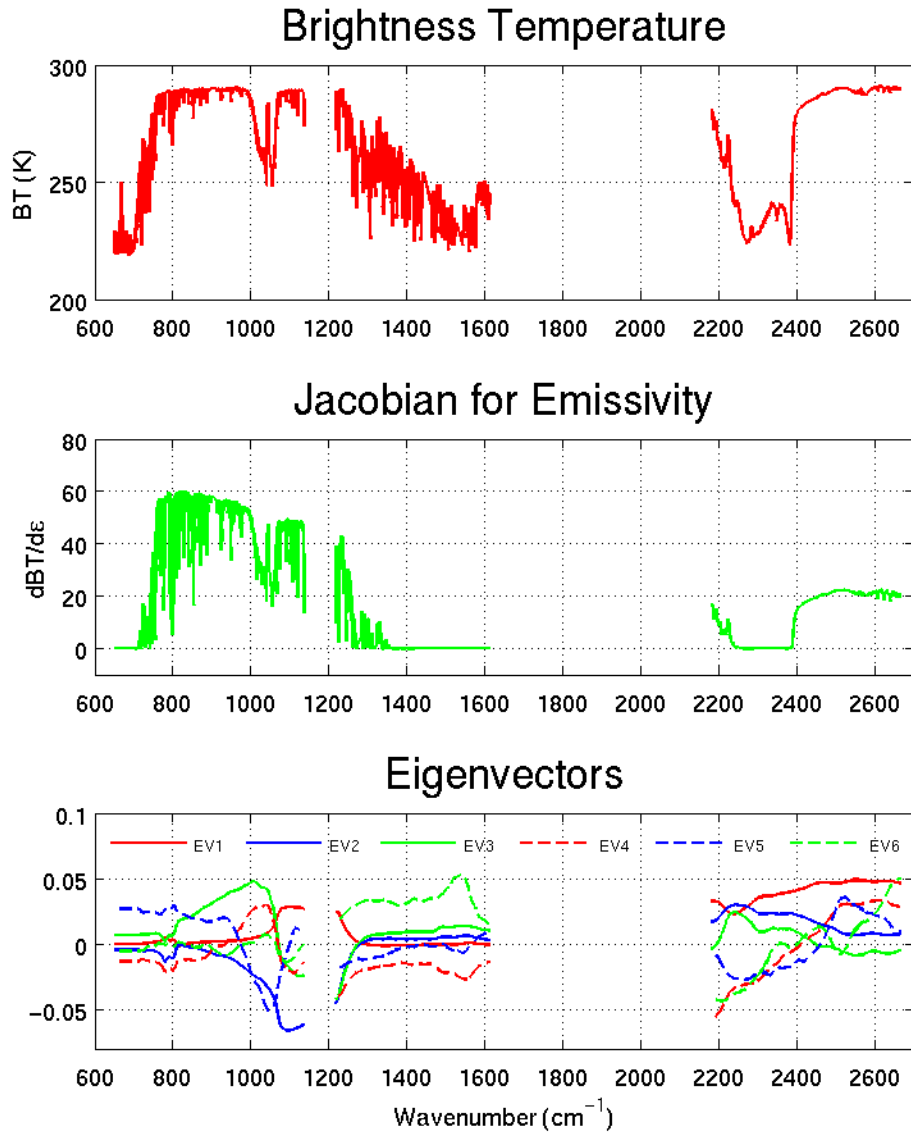 Brightness Temperature
300
250
200
BT (K)
600 800 1000 1200 1400 1600 1800 2000 2200 2400 2600
Jacobian for Emissivity
80
60
40
20
0
dBT/dε
600 800 1000 1200 1400 1600 1800 2000 2200 2400 2600
Eigenvectors
0.1
0.05
0
−0.05
EV1 EV2 EV3 EV4 EV5 EV6
600 800 1000 1200 1400 1600 1800 2000 2200 2400 2600
Wavenumber (cm⁻¹)